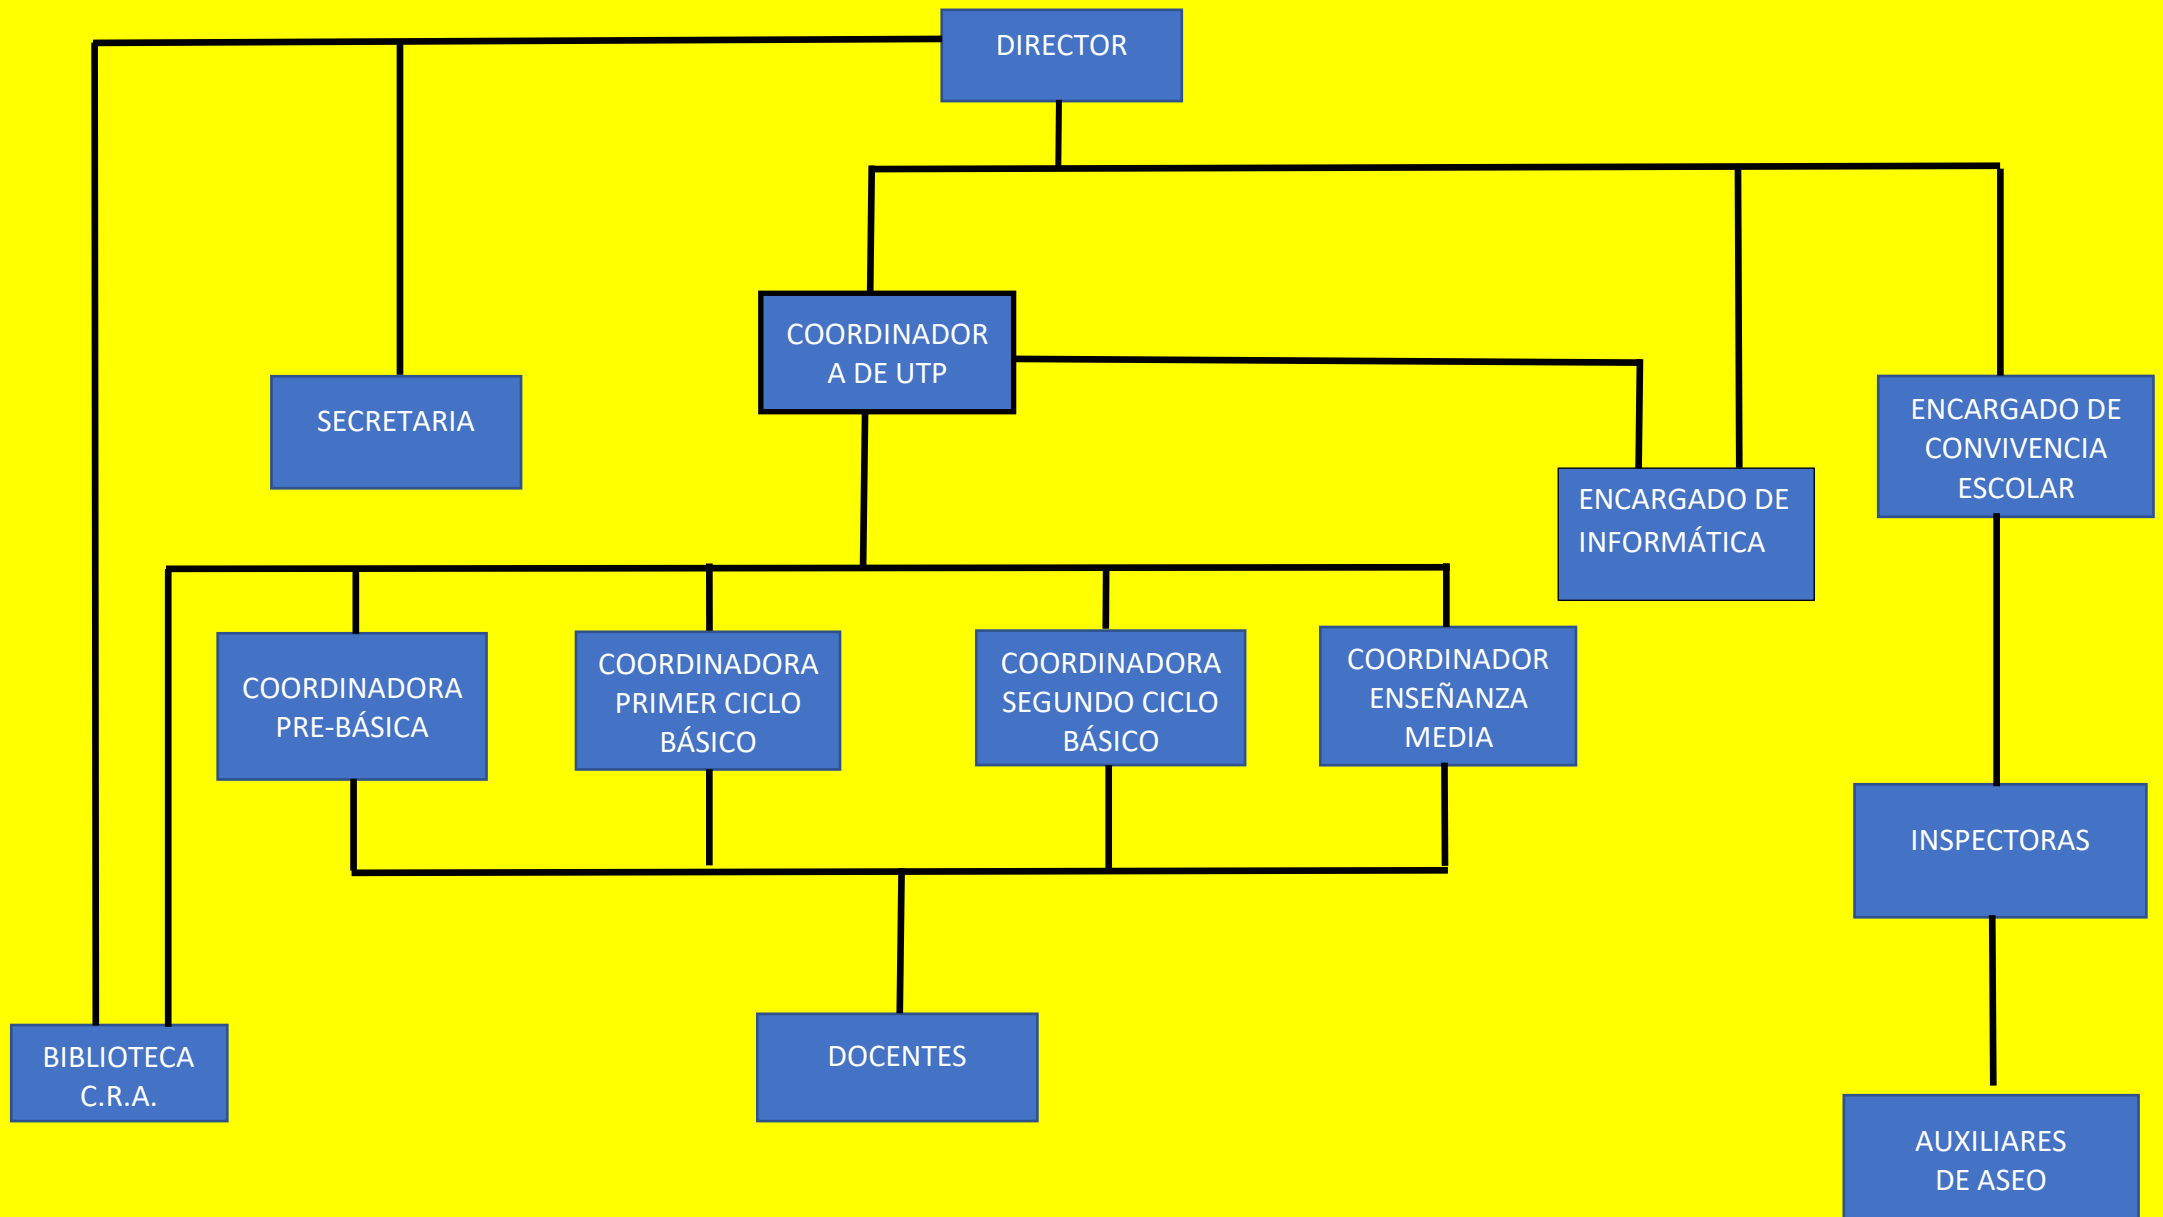 DIRECTOR
COORDINADOR
A DE UTP
SECRETARIA
ENCARGADO DE
CONVIVENCIA
ESCOLAR
ENCARGADO DE
INFORMÁTICA
COORDINADORA
PRE-BÁSICA
COORDINADORA
PRIMER CICLO
BÁSICO
COORDINADORA
SEGUNDO CICLO
BÁSICO
COORDINADOR
ENSEÑANZA
MEDIA
INSPECTORAS
BIBLIOTECA
C.R.A.
DOCENTES
AUXILIARES
DE ASEO